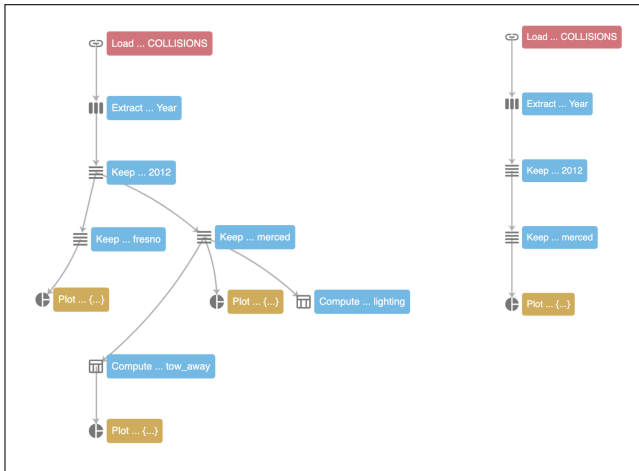 Load ... COLLISIONS
Extract ... Year
Keep ... 2012
Keep ... fresno
Keep ... merced
Plot ... {...}
Plot ... {...}
Compute ... lighting
Compute ... tow_away
Plot ... {...}
Load ... COLLISIONS
Extract ... Year
Keep ... 2012
Keep ... merced
Plot ... {...}